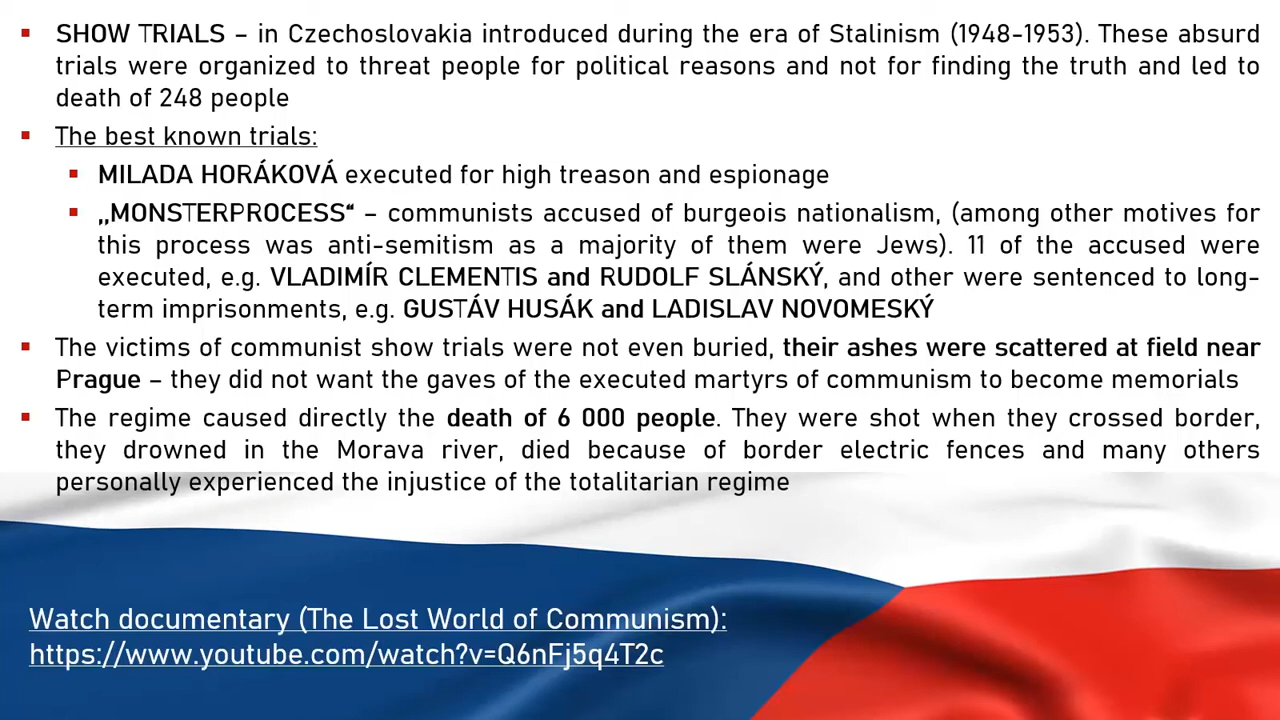 ▪ SHOW TRIALS – in Czechoslovakia introduced during the era of Stalinism (1948-1953). These absurd
trials were organized to threat people for political reasons and not for finding the truth and led to
death of 248 people
▪ The best known trials:
▪ MILADA HORÁKOVÁ executed for high treason and espionage
▪ „MONSTERPROCESS“ – communists accused of burgeois nationalism, (among other motives for
this process was anti-semitism as a majority of them were Jews). 11 of the accused were
executed, e.g. VLADIMÍR CLEMENTIS and RUDOLF SLÁNSKÝ, and other were sentenced to long-
term imprisonments, e.g. GUSTÁV HUSÁK and LADISLAV NOVOMESKÝ
▪ The victims of communist show trials were not even buried, their ashes were scattered at field near
Prague – they did not want the gaves of the executed martyrs of communism to become memorials
▪ The regime caused directly the death of 6 000 people. They were shot when they crossed border,
they drowned in the Morava river, died because of border electric fences and many others
personally experienced the injustice of the totalitarian regime
Watch documentary (The Lost World of Communism):
https://www.youtube.com/watch?v=Q6nFj5q4T2c